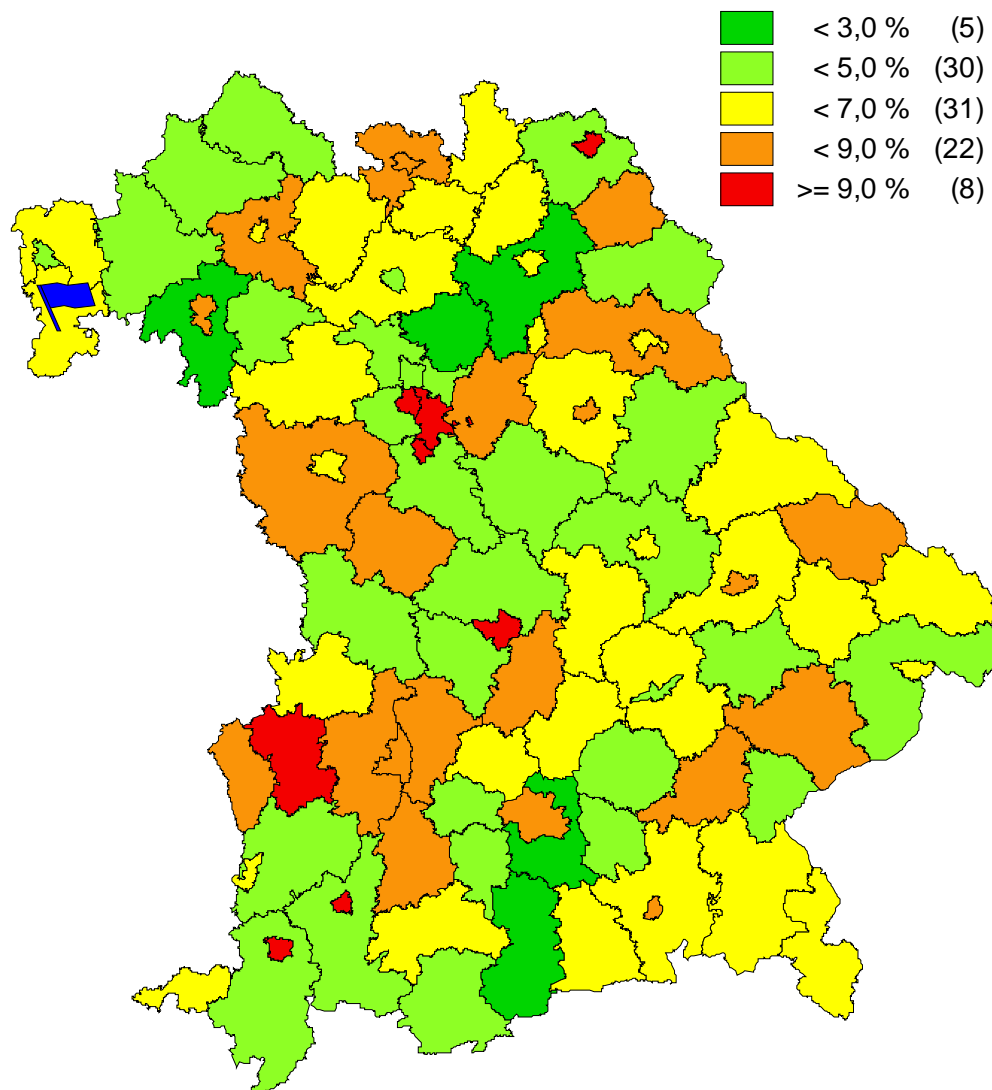 < 3,0 % (5)
< 5,0 % (30)
< 7,0 % (31)
< 9,0 % (22)
>= 9,0 % (8)